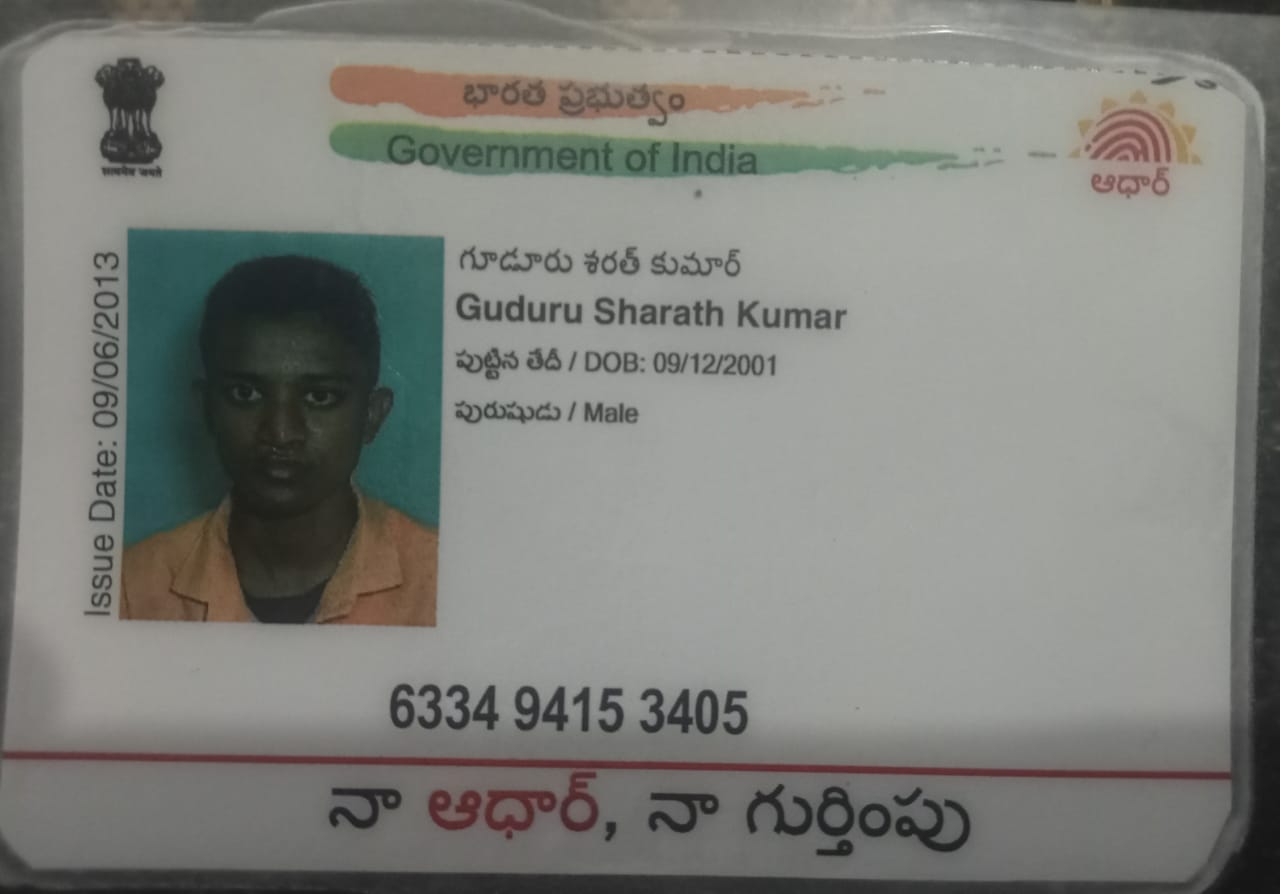 భారత ప్రభుత్వం
Government of India
सत्यमेव जयते
ఆధార్
Issue Date: 09/06/2013
గూడూరు శరత్ కుమార్
Guduru Sharath Kumar
పుట్టిన తేదీ / DOB: 09/12/2001
పురుషుడు / Male
6334 9415 3405
నా ఆధార్, నా గుర్తింపు